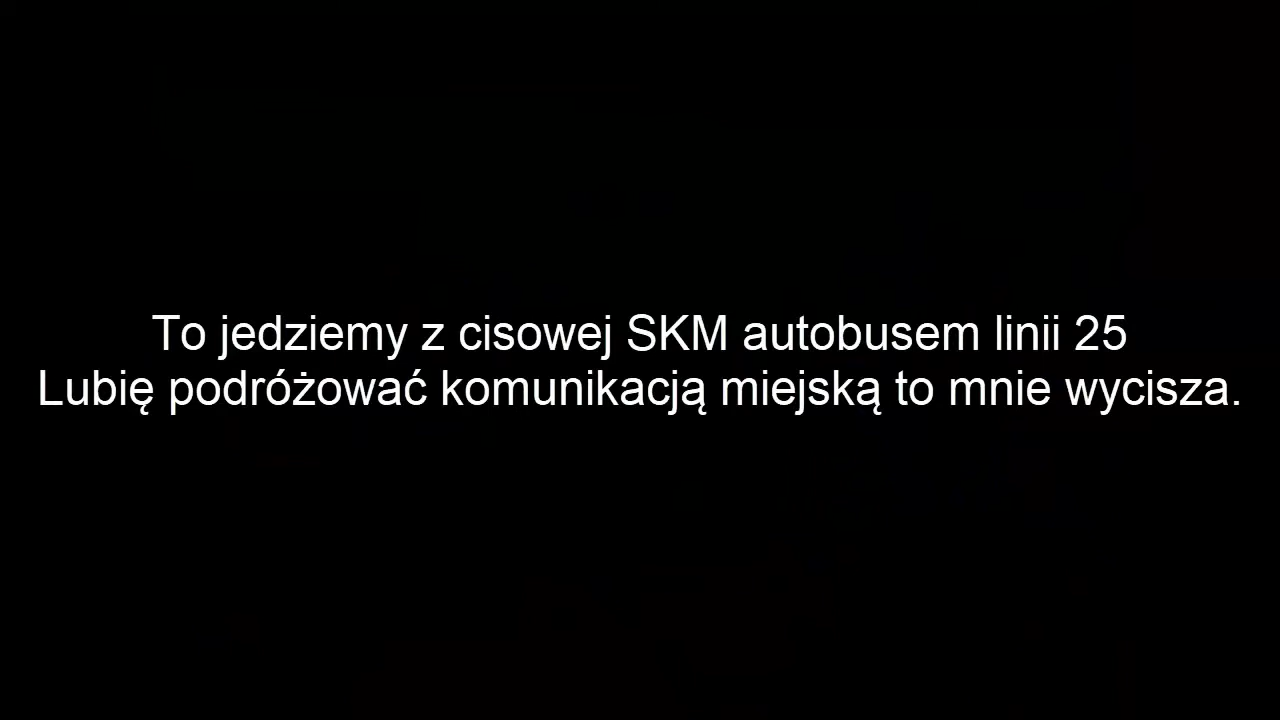 To jedziemy z cisowej SKM autobusem linii 25
Lubię podróżować komunikacją miejską to mnie wycisza.